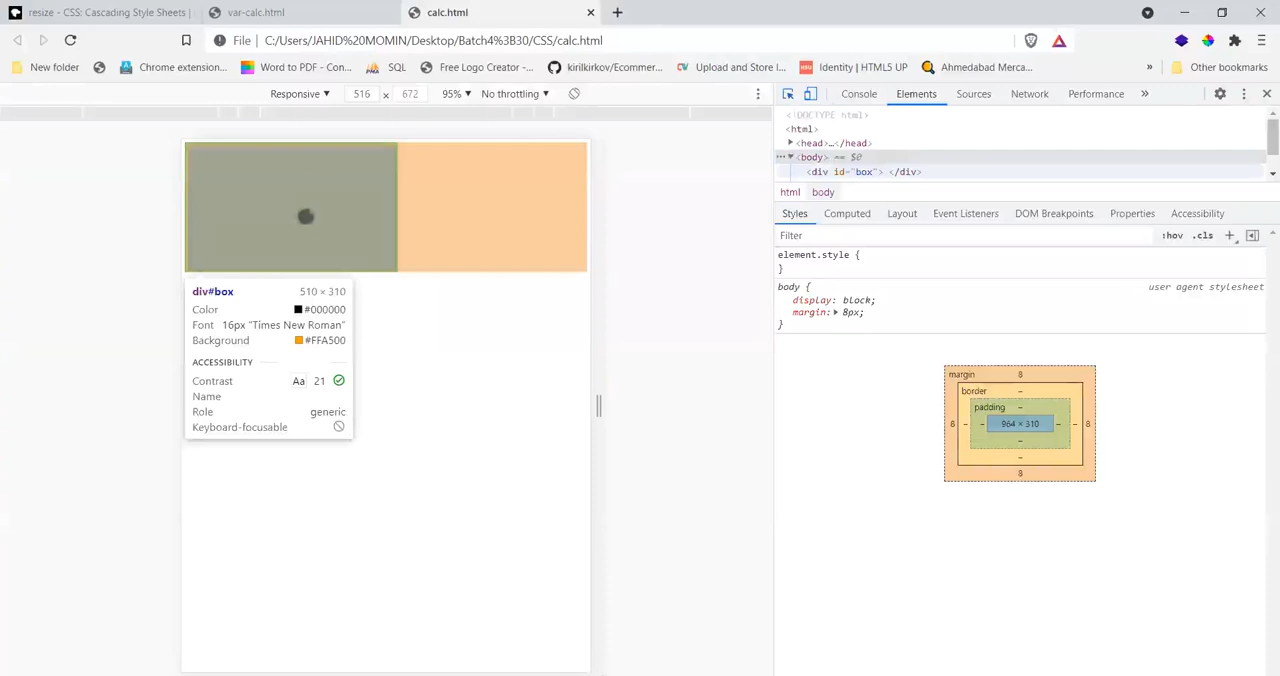 resize - CSS: Cascading Style Sheets |
var-calc.html
calc.html
File | C:/Users/JAHID%20MOMIN/Desktop/Batch4%3B30/CSS/calc.html
New folder
Chrome extension...
Word to PDF - Con...
SQL
Free Logo Creator -...
kirilkirkov/Ecommer...
Upload and Store I...
Identity | HTML5 UP
Ahmedabad Merca...
»
Other bookmarks
Responsive ▼ 516 x 672 95% ▼ No throttling ▼
Console
Elements
Sources
Network
Performance
»
<!DOCTYPE html>
<html>
<head>…</head>
<body> == $0
<div id="box"> </div>
html body
Styles Computed Layout Event Listeners DOM Breakpoints Properties Accessibility
Filter
:hov .cls +
element.style {
}
body {
user agent stylesheet
display: block;
margin: 8px;
}
div#box 510 × 310
Color #000000
Font 16px "Times New Roman"
Background #FFA500
ACCESSIBILITY
Contrast Aa 21
Name
Role generic
Keyboard-focusable
margin 8
border –
padding –
8 – – 964 × 310 – – 8
–
–
8